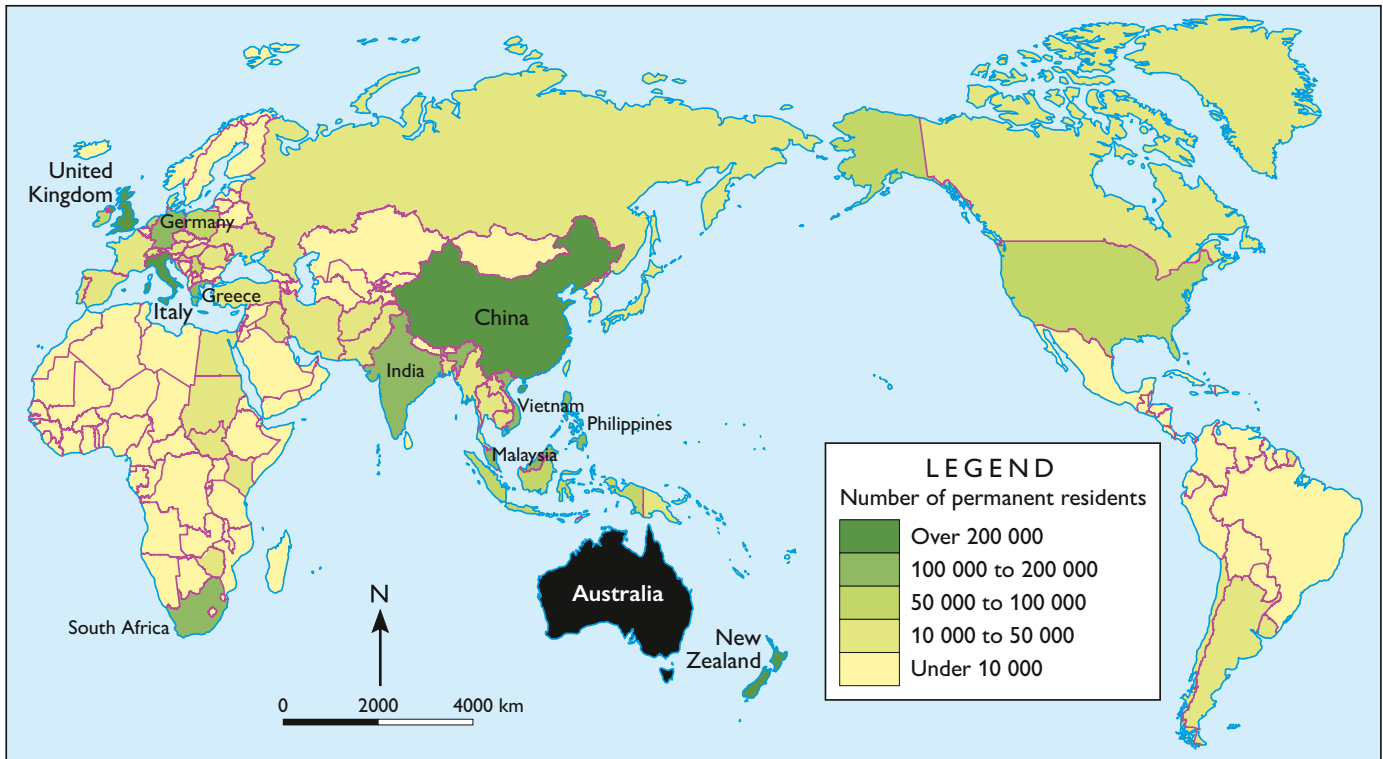 United
Kingdom
Germany
Greece
Italy
China
India
Vietnam
Philippines
Malaysia
South Africa
N
Australia
New
Zealand
0 2000 4000 km
LEGEND
Number of permanent residents
Over 200 000
100 000 to 200 000
50 000 to 100 000
10 000 to 50 000
Under 10 000